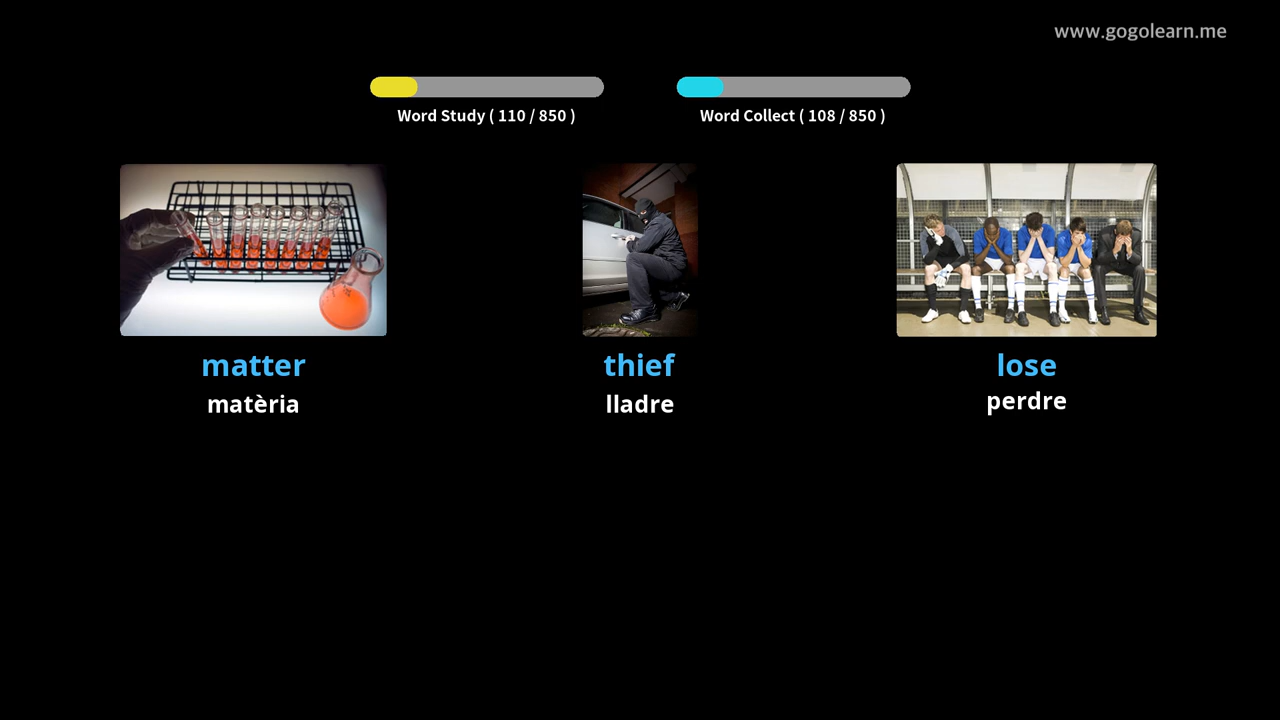 www.gogolearn.me
Word Study ( 110 / 850 )
Word Collect ( 108 / 850 )
matter
matèria
thief
lladre
lose
perdre